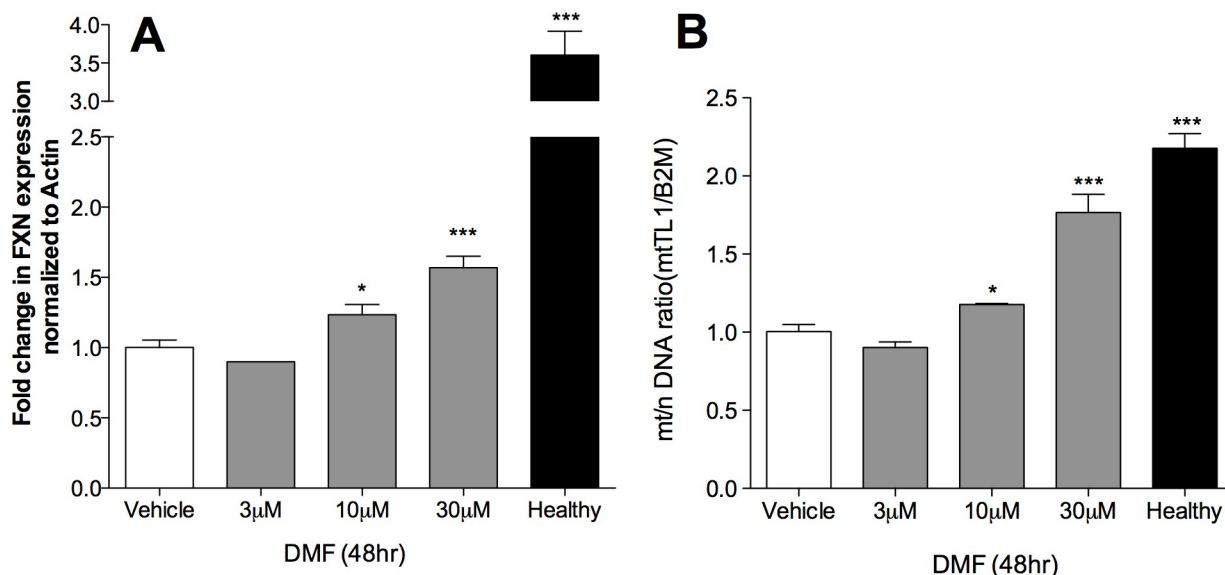 A
Fold change in FXN expression
normalized to Actin
4.0
3.5
3.0
2.5
2.0
1.5
1.0
0.5
0.0
***
*
***
Vehicle 3μM 10μM 30μM Healthy
DMF (48hr)
B
mt/n DNA ratio(mtTL1/B2M)
2.5
2.0
1.5
1.0
0.5
0.0
***
***
*
Vehicle 3μM 10μM 30μM Healthy
DMF (48hr)